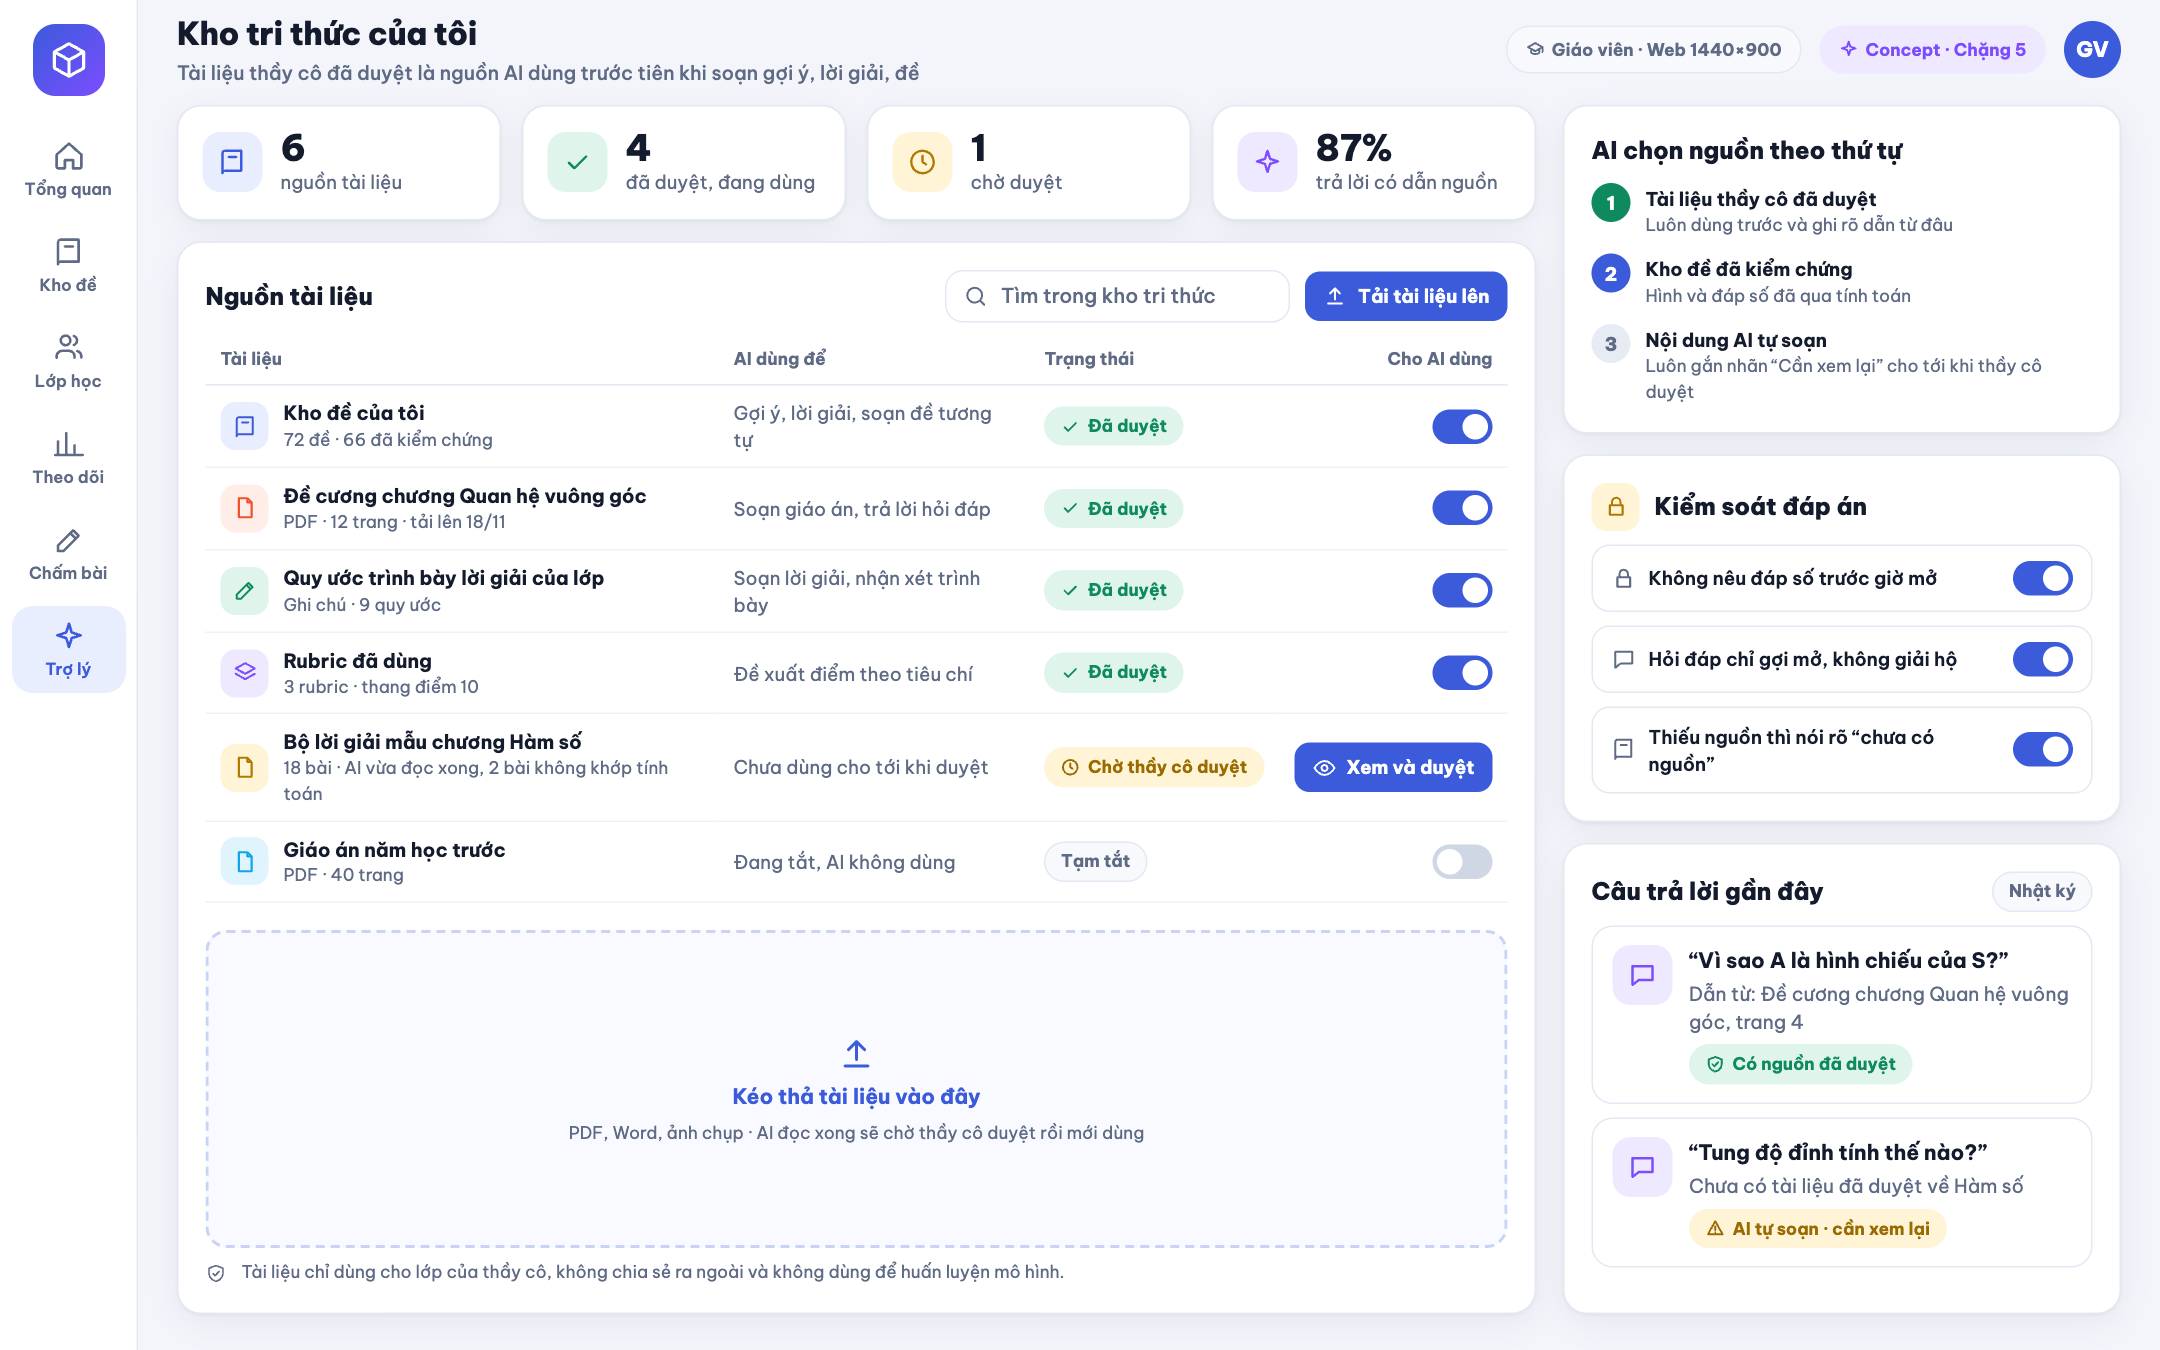 Kho tri thức của tôi
Tài liệu thầy cô đã duyệt là nguồn AI dùng trước tiên khi soạn gợi ý, lời giải, đề
Giáo viên · Web 1440×900
Concept · Chặng 5
GV
Tổng quan
Kho đề
Lớp học
Theo dõi
Chấm bài
Trợ lý
6
nguồn tài liệu
4
đã duyệt, đang dùng
1
chờ duyệt
87%
trả lời có dẫn nguồn
Nguồn tài liệu
Tìm trong kho tri thức
Tải tài liệu lên
Tài liệu
AI dùng để
Trạng thái
Cho AI dùng
Kho đề của tôi
72 đề · 66 đã kiểm chứng
Gợi ý, lời giải, soạn đề tương
tự
Đã duyệt
Đề cương chương Quan hệ vuông góc
PDF · 12 trang · tải lên 18/11
Soạn giáo án, trả lời hỏi đáp
Đã duyệt
Quy ước trình bày lời giải của lớp
Ghi chú · 9 quy ước
Soạn lời giải, nhận xét trình
bày
Đã duyệt
Rubric đã dùng
3 rubric · thang điểm 10
Đề xuất điểm theo tiêu chí
Đã duyệt
Bộ lời giải mẫu chương Hàm số
18 bài · AI vừa đọc xong, 2 bài không khớp tính
toán
Chưa dùng cho tới khi duyệt
Chờ thầy cô duyệt
Xem và duyệt
Giáo án năm học trước
PDF · 40 trang
Đang tắt, AI không dùng
Tạm tắt
Kéo thả tài liệu vào đây
PDF, Word, ảnh chụp · AI đọc xong sẽ chờ thầy cô duyệt rồi mới dùng
Tài liệu chỉ dùng cho lớp của thầy cô, không chia sẻ ra ngoài và không dùng để huấn luyện mô hình.
AI chọn nguồn theo thứ tự
1
Tài liệu thầy cô đã duyệt
Luôn dùng trước và ghi rõ dẫn từ đâu
2
Kho đề đã kiểm chứng
Hình và đáp số đã qua tính toán
3
Nội dung AI tự soạn
Luôn gắn nhãn “Cần xem lại” cho tới khi thầy cô
duyệt
Kiểm soát đáp án
Không nêu đáp số trước giờ mở
Hỏi đáp chỉ gợi mở, không giải hộ
Thiếu nguồn thì nói rõ “chưa có
nguồn”
Câu trả lời gần đây
Nhật ký
“Vì sao A là hình chiếu của S?”
Dẫn từ: Đề cương chương Quan hệ vuông
góc, trang 4
Có nguồn đã duyệt
“Tung độ đỉnh tính thế nào?”
Chưa có tài liệu đã duyệt về Hàm số
AI tự soạn · cần xem lại